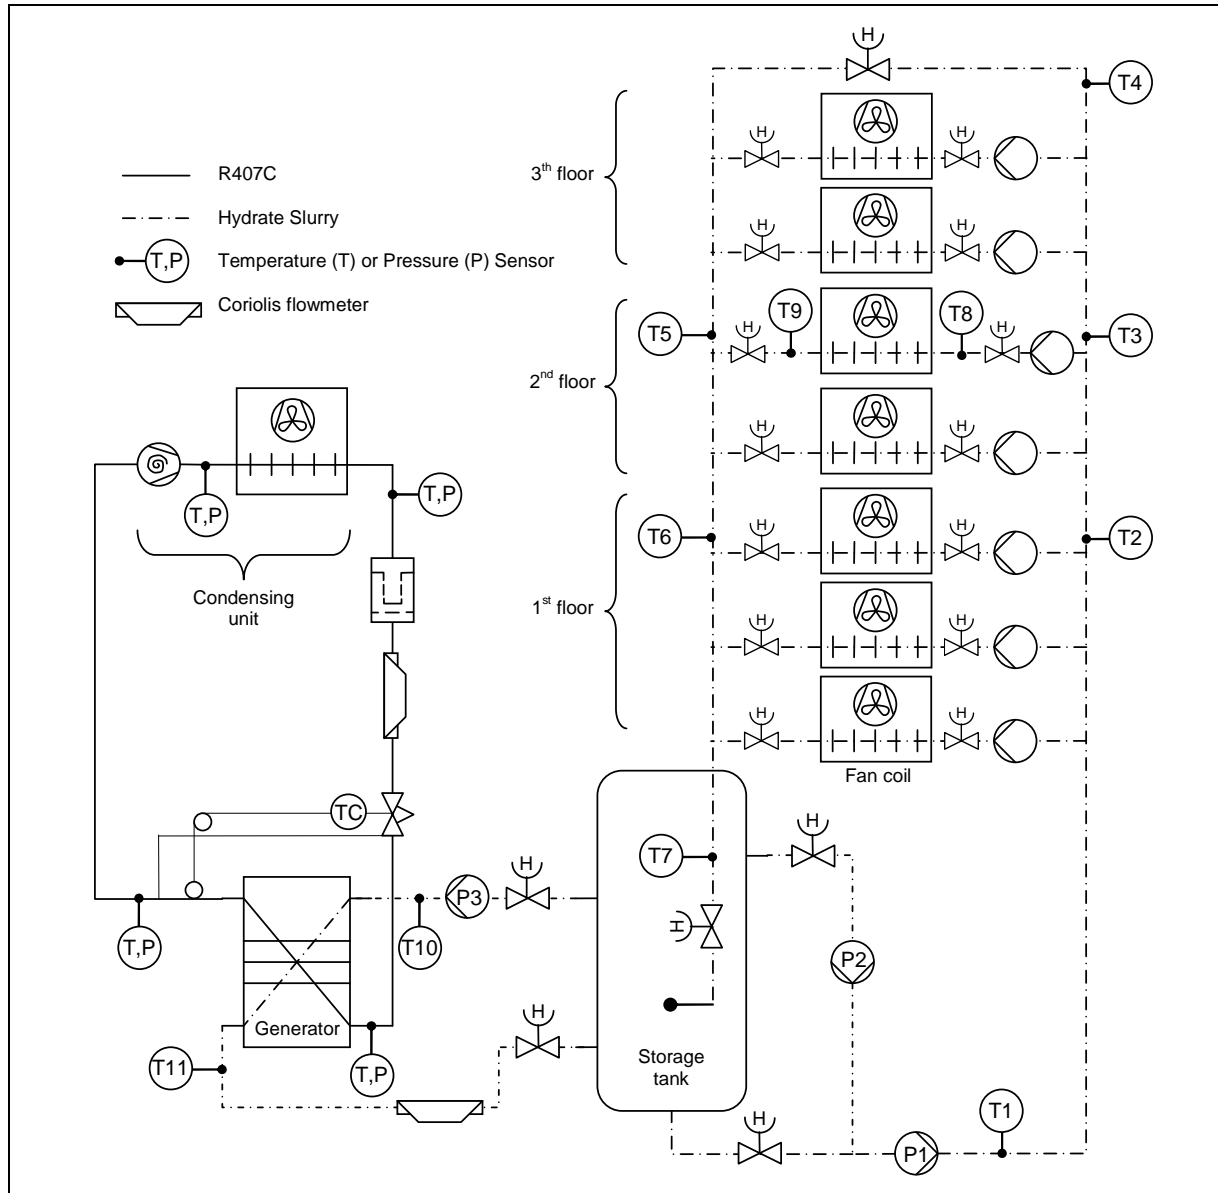 H
T4
R407C
Hydrate Slurry
T,P
Temperature (T) or Pressure (P) Sensor
Coriolis flowmeter
3th floor
H
H
H
H
T5
H
T9
T8
H
T3
2nd floor
H
H
T,P
T,P
Condensing
unit
T6
H
H
T2
1st floor
H
H
H
H
Fan coil
TC
T7
H
H
H
P3
T10
T,P
P2
Generator
T11
T,P
H
Storage
tank
H
P1
T1